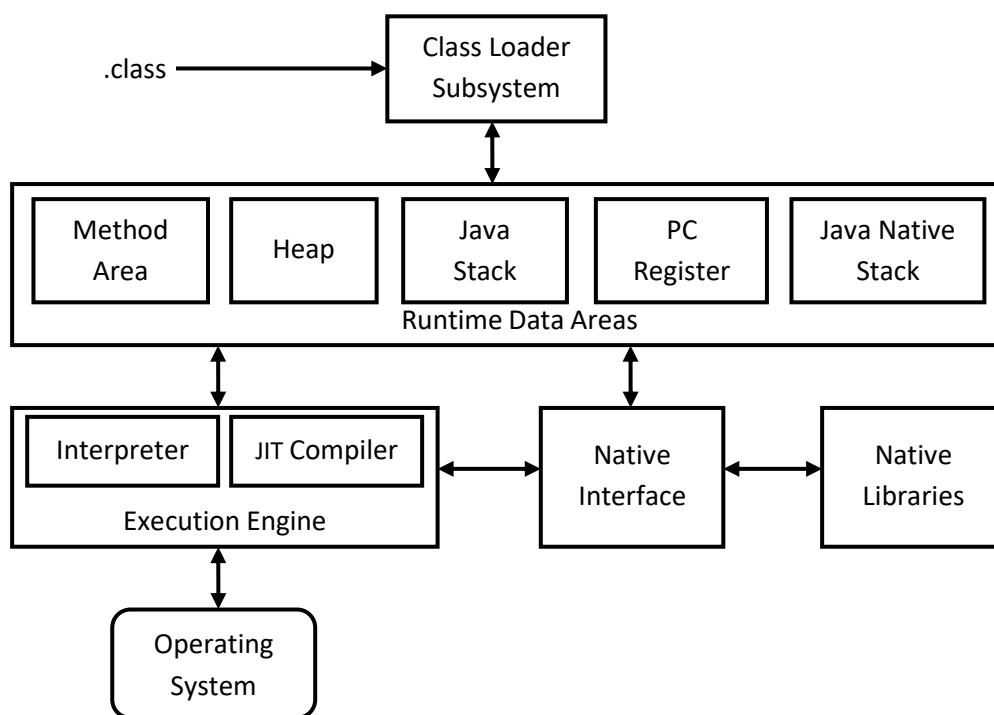 .class
Class Loader
Subsystem
Method
Area
Heap
Java
Stack
PC
Register
Java Native
Stack
Runtime Data Areas
Interpreter
JIT Compiler
Execution Engine
Native
Interface
Native
Libraries
Operating
System